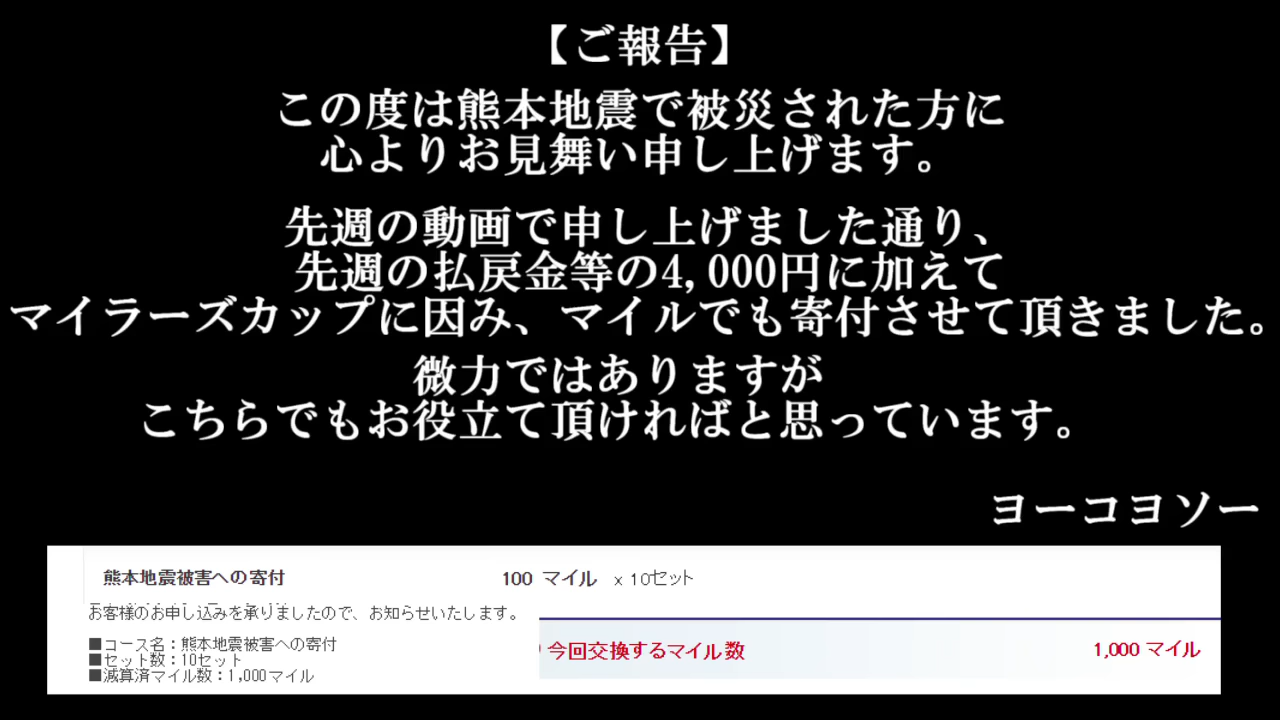 【ご報告】
この度は熊本地震で被災された方に
心よりお見舞い申し上げます。
先週の動画で申し上げました通り、
先週の払戻金等の4,000円に加えて
マイラーズカップに因み、マイルでも寄付させて頂きました。
微力ではありますが
こちらでもお役立て頂ければと思っています。
ヨーコヨソー
熊本地震被害への寄付 100 マイル x 10セット
お客様のお申し込みを承りましたので、お知らせいたします。
■コース名：熊本地震被害への寄付
■セット数：10セット
■減算済マイル数：1,000マイル
今回交換するマイル数 1,000 マイル